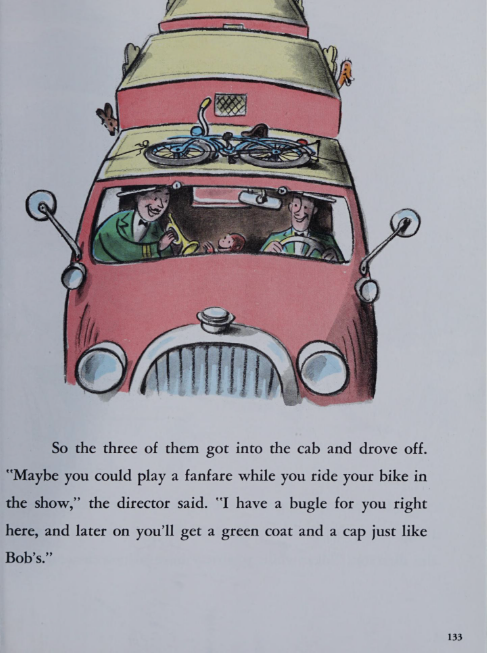 So the three of them got into the cab and drove off.
"Maybe you could play a fanfare while you ride your bike in
the show," the director said. "I have a bugle for you right
here, and later on you'll get a green coat and a cap just like
Bob's."
133